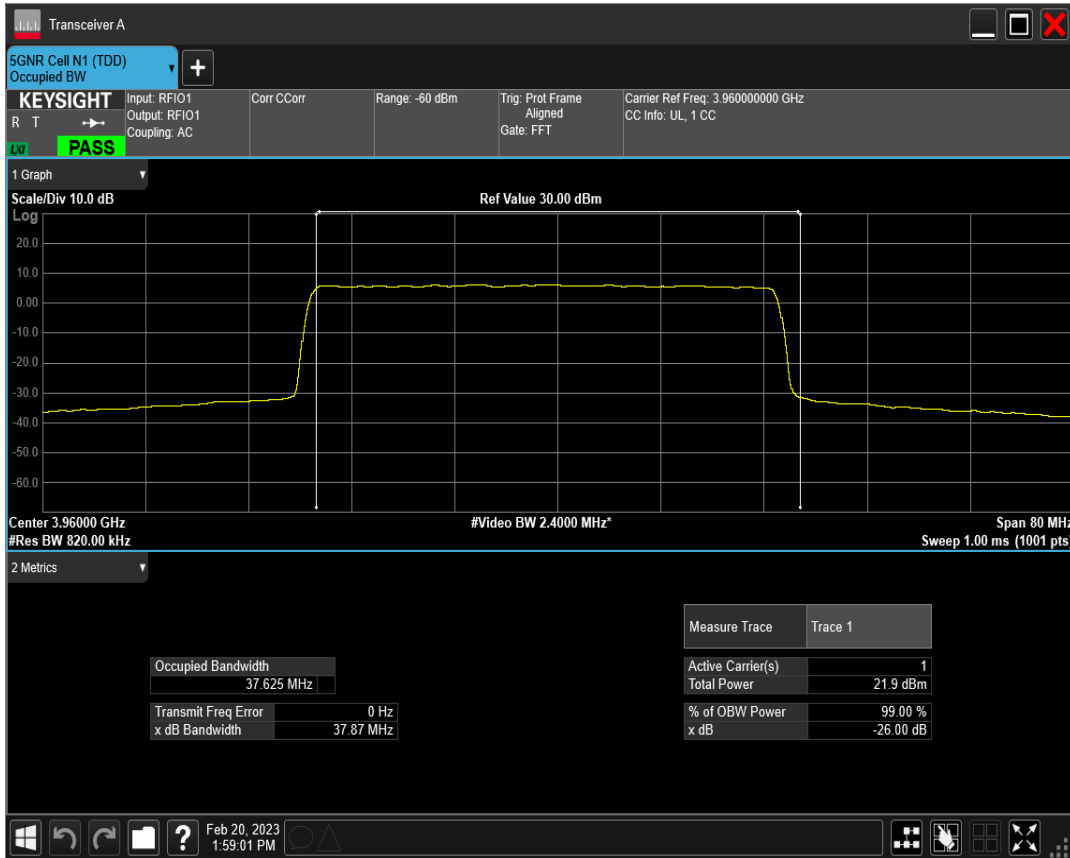 Transceiver A
5GNR Cell N1 (TDD)
Occupied BW
+
KEYSIGHT
R T
LXI
PASS
Input: RFIO1
Output: RFIO1
Coupling: AC
Corr CCorr
Range: -60 dBm
Trig: Prot Frame
Aligned
Gate: FFT
Carrier Ref Freq: 3.960000000 GHz
CC Info: UL, 1 CC
1 Graph
Scale/Div 10.0 dB
Ref Value 30.00 dBm
Log
20.0
10.0
0.00
-10.0
-20.0
-30.0
-40.0
-50.0
-60.0
Center 3.96000 GHz
#Video BW 2.4000 MHz*
Span 80 MHz
#Res BW 820.00 kHz
Sweep 1.00 ms (1001 pts)
2 Metrics
Measure Trace Trace 1
Occupied Bandwidth
37.625 MHz
Active Carrier(s) 1
Total Power 21.9 dBm
Transmit Freq Error 0 Hz
x dB Bandwidth 37.87 MHz
% of OBW Power 99.00 %
x dB -26.00 dB
?
Feb 20, 2023
1:59:01 PM